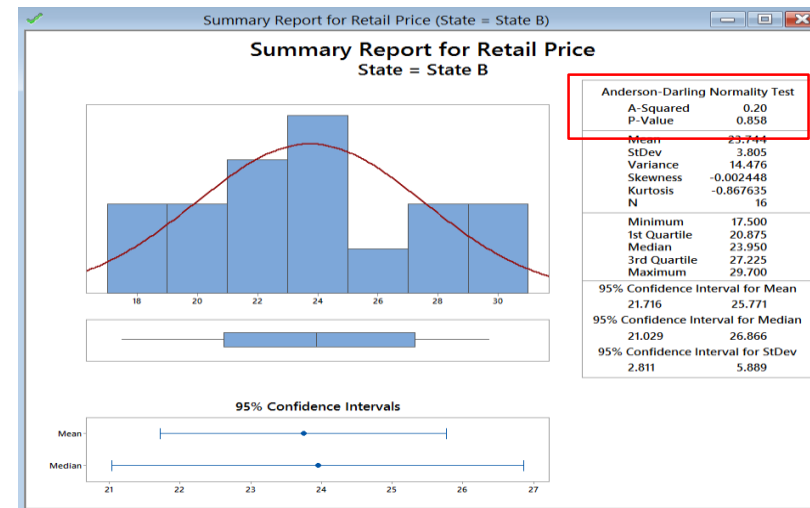 Summary Report for Retail Price (State = State B)
Summary Report for Retail Price
State = State B
18 20 22 24 26 28 30
95% Confidence Intervals
Mean
Median
21 22 23 24 25 26 27
Anderson-Darling Normality Test
A-Squared 0.20
P-Value 0.858
Mean 23.744
StDev 3.805
Variance 14.476
Skewness -0.002448
Kurtosis -0.867635
N 16
Minimum 17.500
1st Quartile 20.875
Median 23.950
3rd Quartile 27.225
Maximum 29.700
95% Confidence Interval for Mean
21.716 25.771
95% Confidence Interval for Median
21.029 26.866
95% Confidence Interval for StDev
2.811 5.889